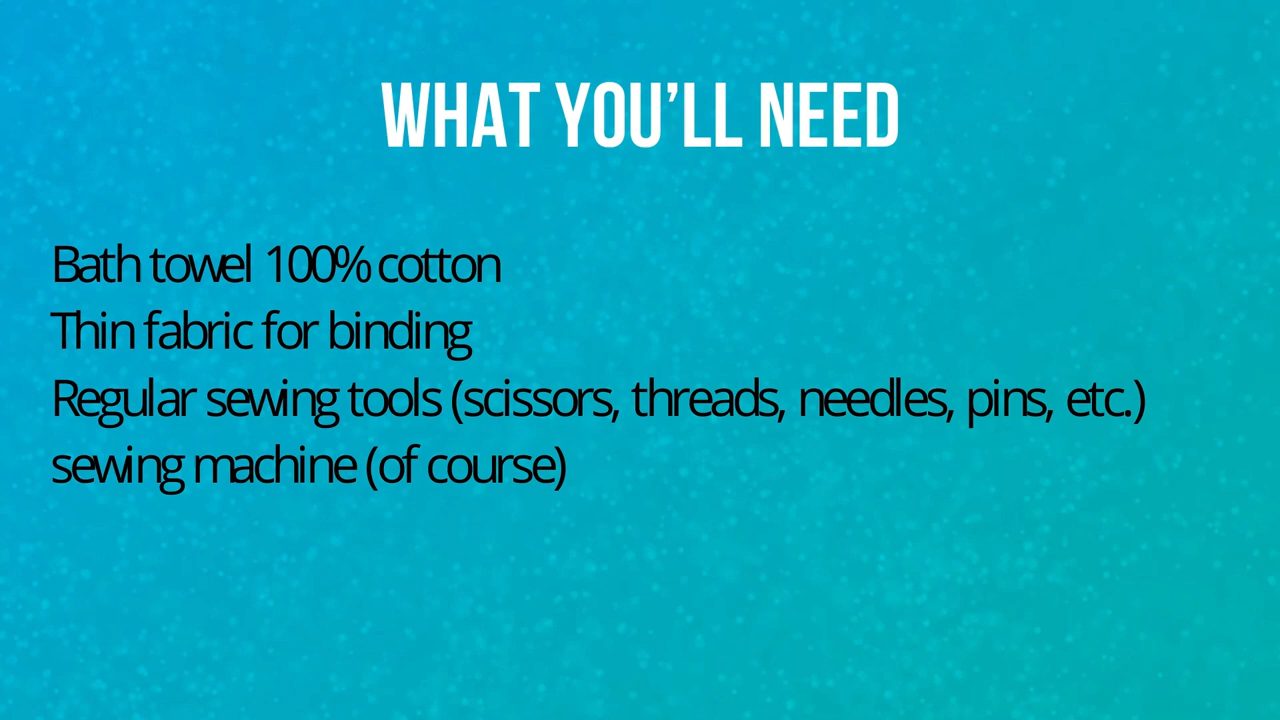 WHAT YOU’LL NEED
Bath towel 100% cotton
Thin fabric for binding
Regular sewing tools (scissors, threads, needles, pins, etc.)
sewing machine (of course)